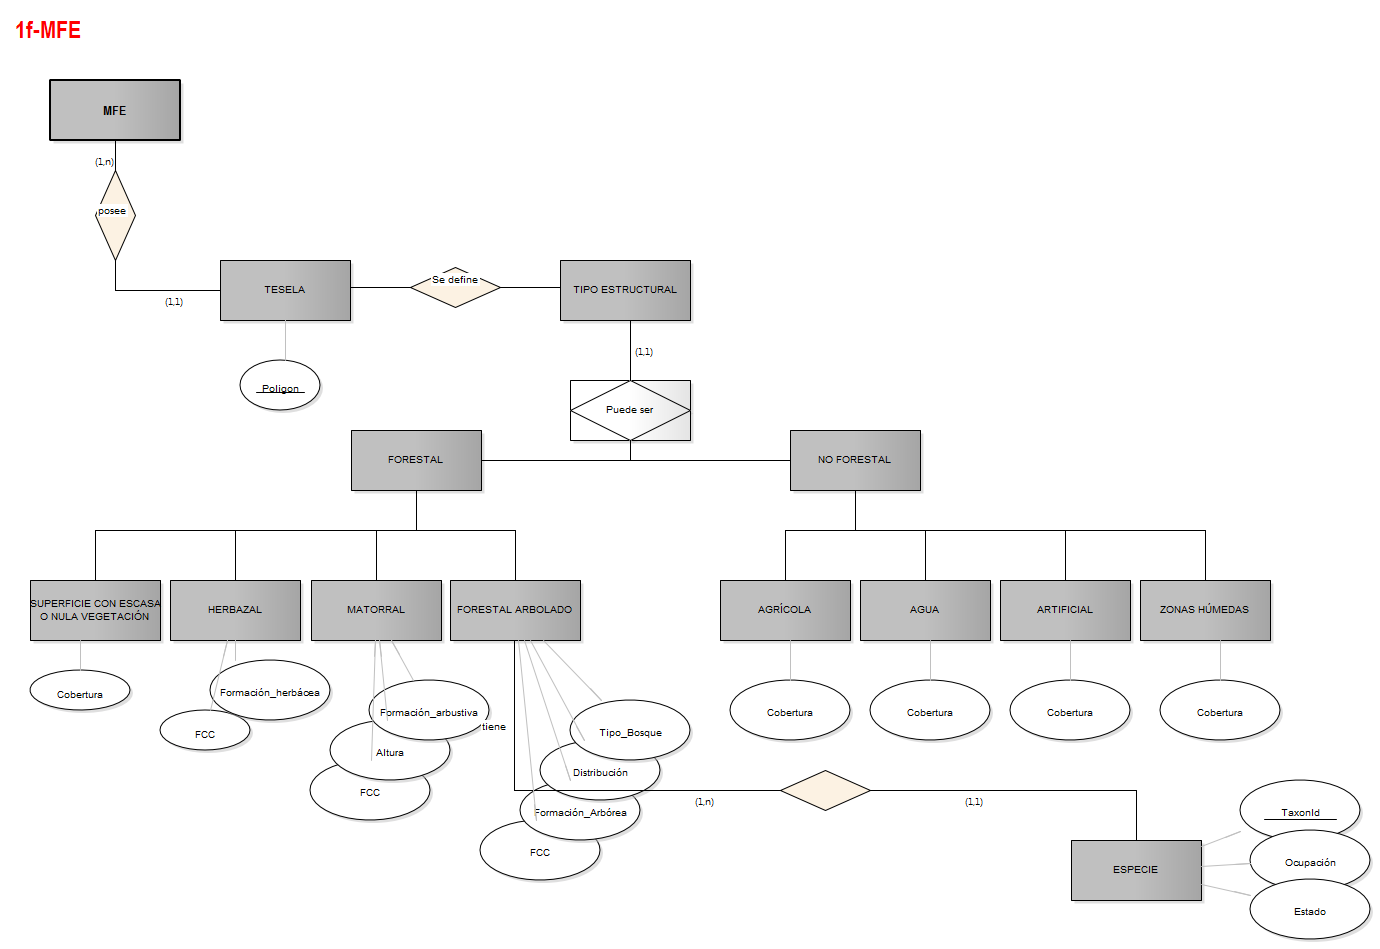 1f-MFE
MFE
(1,n)
posee
TESELA
Se define
TIPO ESTRUCTURAL
(1,1)
(1,1)
Poligon
Puede ser
FORESTAL
NO FORESTAL
SUPERFICIE CON ESCASA
O NULA VEGETACIÓN
HERBAZAL
MATORRAL
FORESTAL ARBOLADO
AGRÍCOLA
AGUA
ARTIFICIAL
ZONAS HÚMEDAS
Cobertura
Formación_herbácea
FCC
Formación_arbustiva
Altura
FCC
tiene
Tipo_Bosque
Distribución
Formación_Arbórea
FCC
Cobertura
Cobertura
Cobertura
Cobertura
(1,n)
(1,1)
ESPECIE
TaxonId
Ocupación
Estado